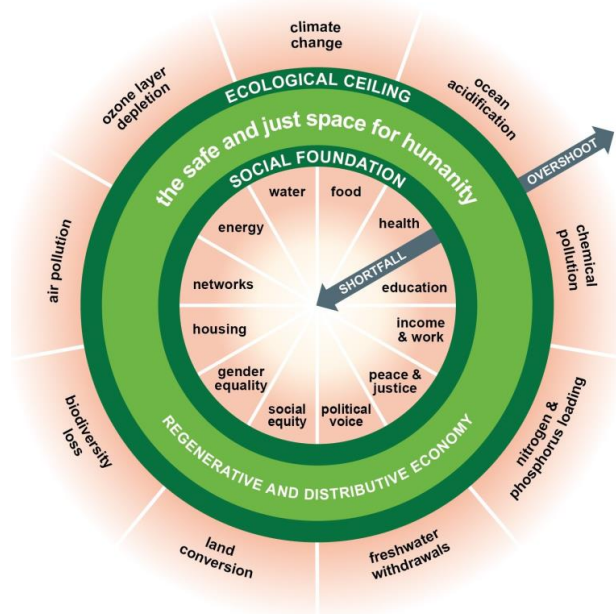 climate
change
ocean
acidification
chemical
pollution
nitrogen &
phosphorus loading
freshwater
withdrawals
land
conversion
biodiversity
loss
air pollution
ozone layer
depletion
OVERSHOOT
ECOLOGICAL CEILING
the safe and just space for humanity
SOCIAL FOUNDATION
water
food
health
SHORTFALL
education
income
& work
peace &
justice
political
voice
social
equity
gender
equality
housing
networks
energy
REGENERATIVE AND DISTRIBUTIVE ECONOMY